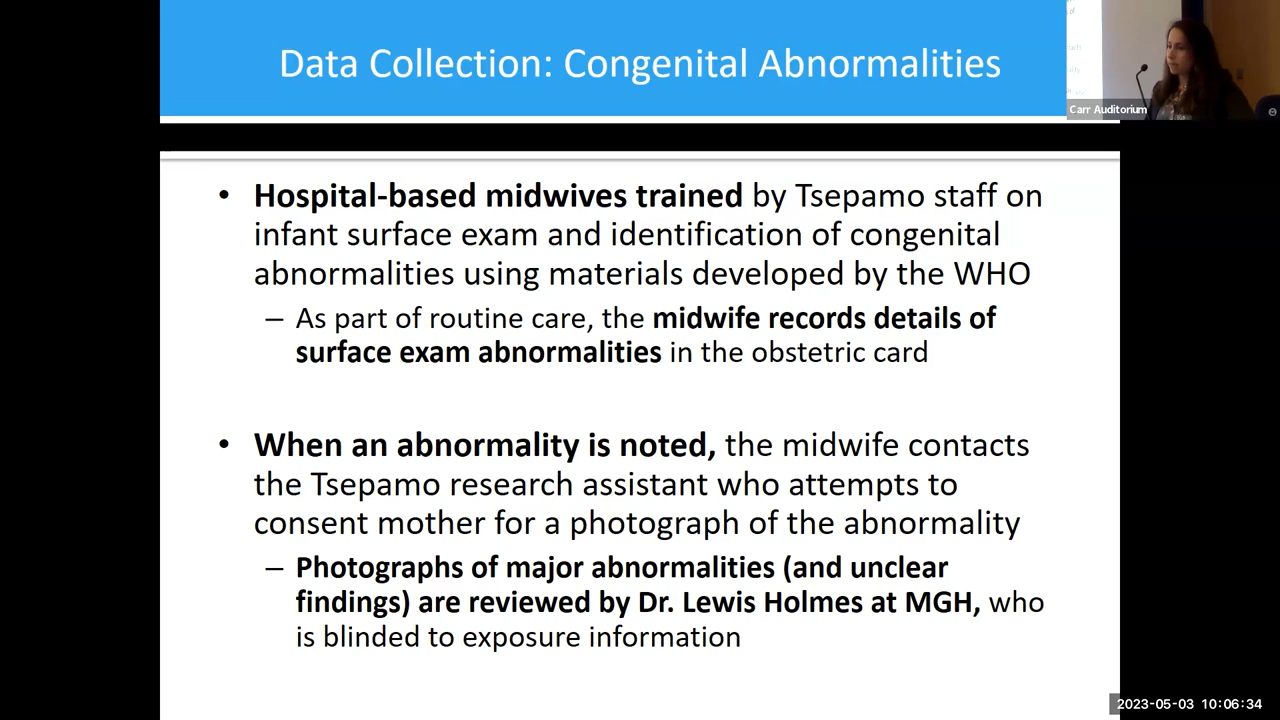 Data Collection: Congenital Abnormalities
Carr Auditorium
• Hospital-based midwives trained by Tsepamo staff on
infant surface exam and identification of congenital
abnormalities using materials developed by the WHO
– As part of routine care, the midwife records details of
surface exam abnormalities in the obstetric card
• When an abnormality is noted, the midwife contacts
the Tsepamo research assistant who attempts to
consent mother for a photograph of the abnormality
– Photographs of major abnormalities (and unclear
findings) are reviewed by Dr. Lewis Holmes at MGH, who
is blinded to exposure information
2023-05-03 10:06:34